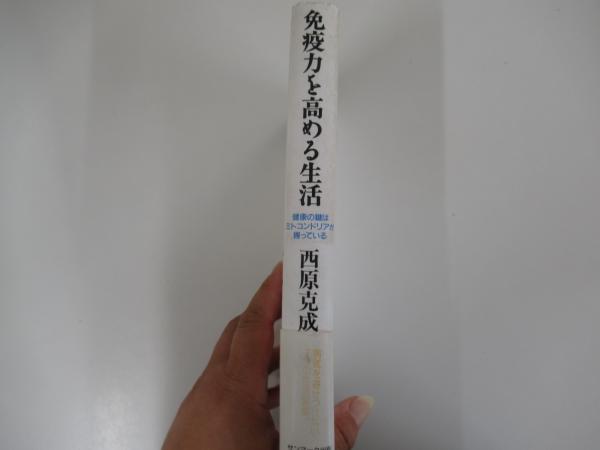 免疫力を高める生活
健康の鍵は
ミトコンドリアが
握っている
西原克成